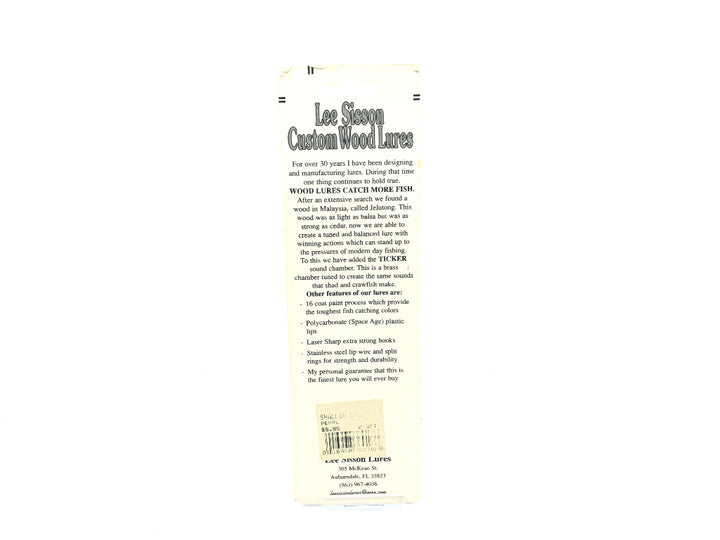 Lee Sisson
Custom Wood Lures
For over 30 years I have been designing
and manufacturing lures. During that time
one thing continues to hold true.
WOOD LURES CATCH MORE FISH.
After an extensive search we found a
wood in Malaysia, called Jelutong. This
wood was as light as balsa but was as
strong as cedar. now we are able to
create a tuned and balanced lure with
winning actions which can stand up to
the pressures of modern day fishing.
To this we have added the TICKER
sound chamber. This is a brass
chamber tuned to create the same sounds
that shad and crawfish make.
Other features of our lures are:
- 16 coat paint process which provide
the toughest fish catching colors
- Polycarbonate (Space Age) plastic
lips
- Laser Sharp extra strong hooks
- Stainless steel lip wire and split
rings for strength and durability
- My personal guarantee that this is
the finest lure you will ever buy
PEARL
$5.95
Lee Sisson Lures
305 McKean St.
Auburndale, FL 33823
(863) 967-4036
leesissonlures@msn.com